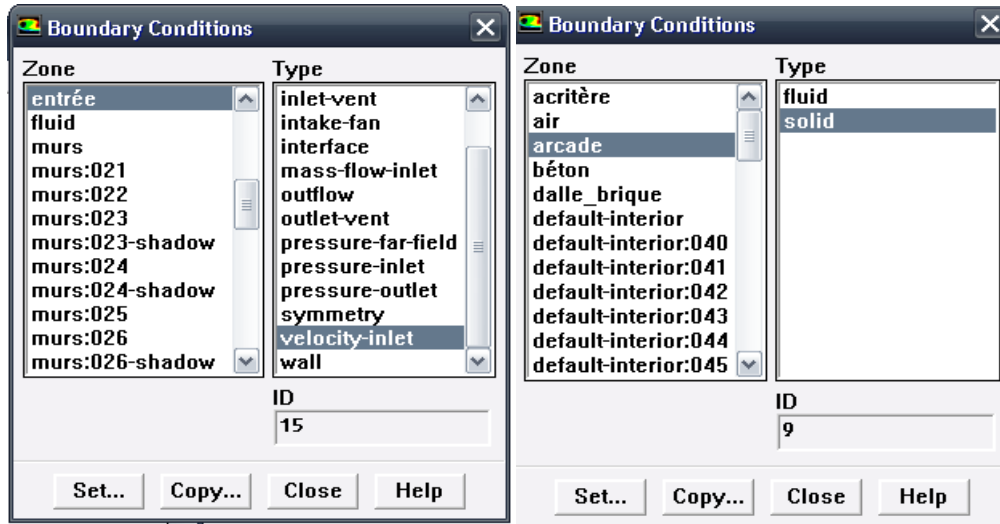 Boundary Conditions
Zone
Type
entrée
fluid
murs
murs:021
murs:022
murs:023
murs:023-shadow
murs:024
murs:024-shadow
murs:025
murs:026
murs:026-shadow
inlet-vent
intake-fan
interface
mass-flow-inlet
outflow
outlet-vent
pressure-far-field
pressure-inlet
pressure-outlet
symmetry
velocity-inlet
wall
ID
15
Set... Copy... Close Help
Boundary Conditions
Zone
Type
acritère
air
arcade
béton
dalle_brique
default-interior
default-interior:040
default-interior:041
default-interior:042
default-interior:043
default-interior:044
default-interior:045
fluid
solid
ID
9
Set... Copy... Close Help